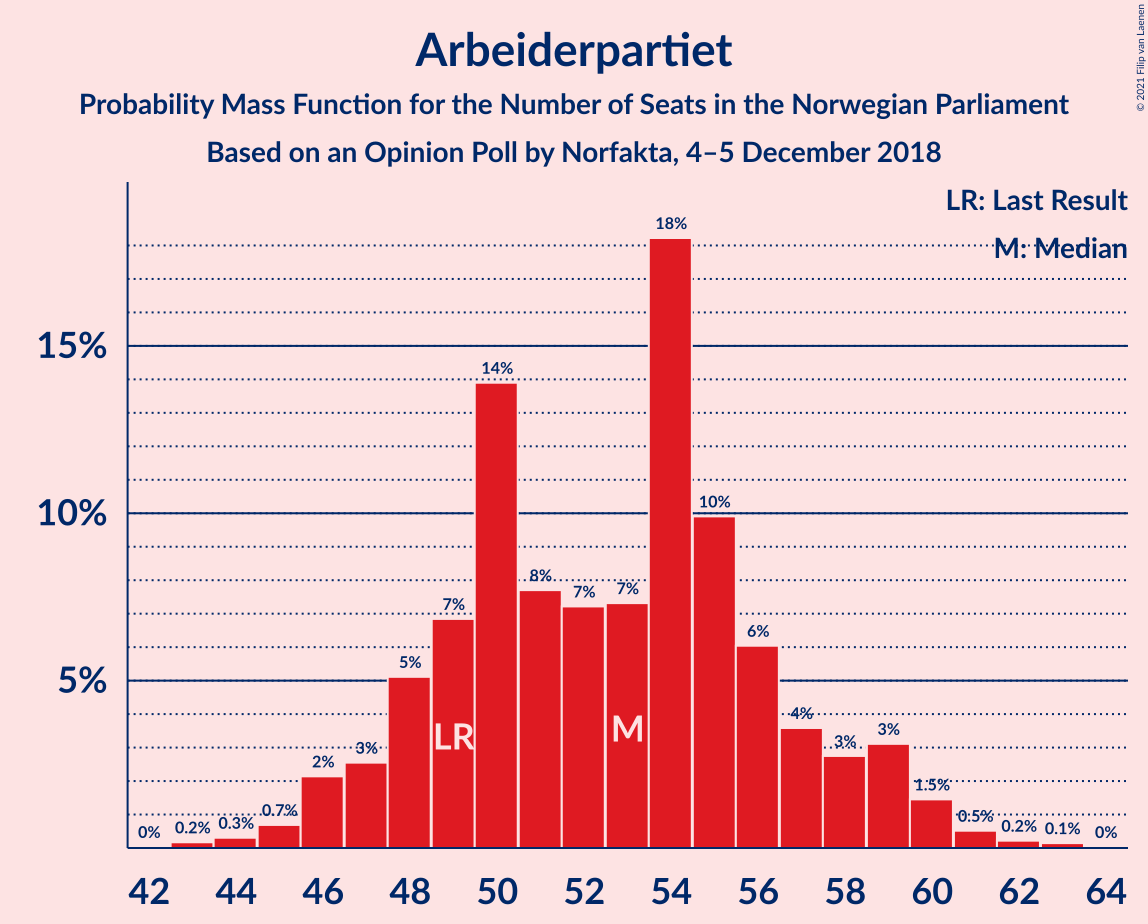 Arbeiderpartiet
Probability Mass Function for the Number of Seats in the Norwegian Parliament
Based on an Opinion Poll by Norfakta, 4–5 December 2018
© 2021 Filip van Laenen
LR: Last Result
M: Median
15%
10%
5%
0%
0.2%
0.3%
0.7%
2%
3%
5%
7%
14%
8%
7%
7%
18%
10%
6%
4%
3%
3%
1.5%
0.5%
0.2%
0.1%
0%
LR
M
42 44 46 48 50 52 54 56 58 60 62 64